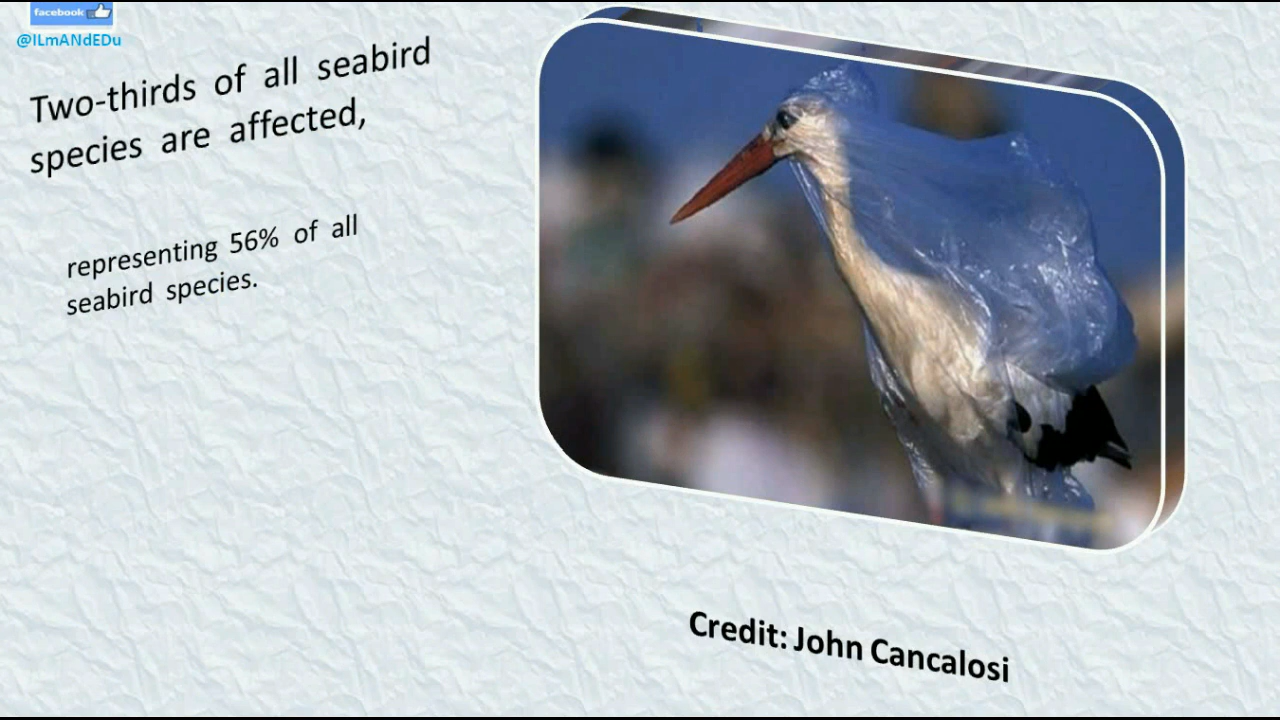 facebook
@ILmANdEDu
Two-thirds of all seabird
species are affected,
representing 56% of all
seabird species.
Credit: John Cancalosi